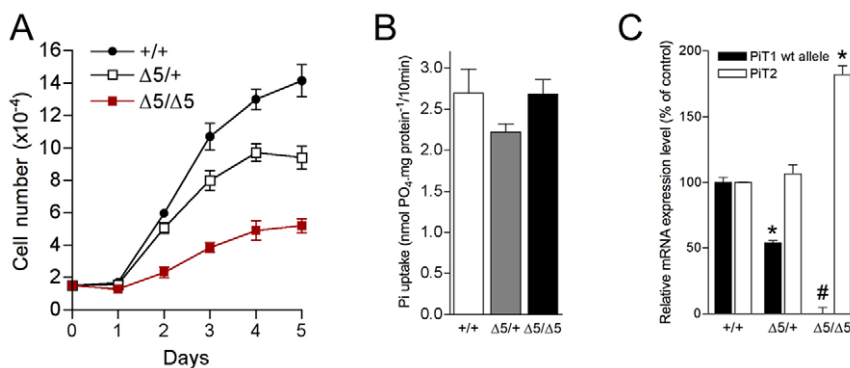 A
+/+
Δ5/+
Δ5/Δ5
Cell number (x10-4)
16
14
12
10
8
6
4
2
0
0 1 2 3 4 5
Days
B
Pi uptake (nmol PO4.mg protein-1/10min)
3.0
2.5
2.0
1.5
1.0
0.5
0.0
+/+ Δ5/+ Δ5/Δ5
C
PiT1 wt allele
PiT2
Relative mRNA expression level (% of control)
200
150
100
50
0
*
#
*
+/+ Δ5/+ Δ5/Δ5